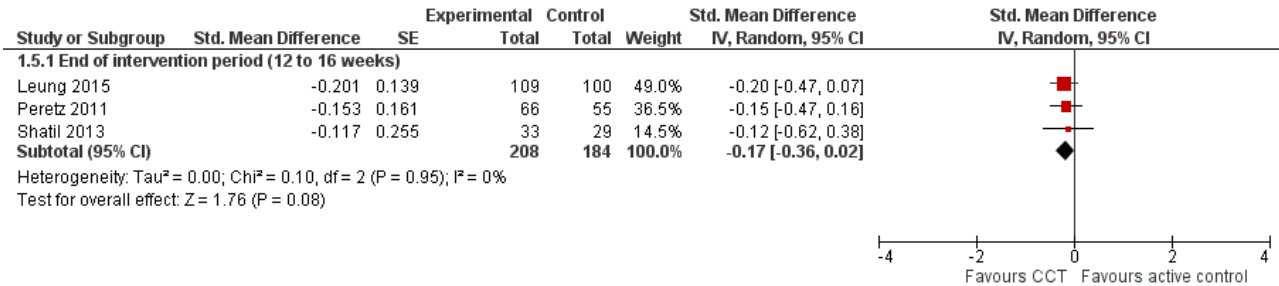 Experimental Control Std. Mean Difference Std. Mean Difference
Study or Subgroup Std. Mean Difference SE Total Total Weight IV, Random, 95% CI IV, Random, 95% CI
1.5.1 End of intervention period (12 to 16 weeks)
Leung 2015 -0.201 0.139 109 100 49.0% -0.20 [-0.47, 0.07]
Peretz 2011 -0.153 0.161 66 55 36.5% -0.15 [-0.47, 0.16]
Shatil 2013 -0.117 0.255 33 29 14.5% -0.12 [-0.62, 0.38]
Subtotal (95% CI) 208 184 100.0% -0.17 [-0.36, 0.02]
Heterogeneity: Tau² = 0.00; Chi² = 0.10, df = 2 (P = 0.95); I² = 0%
Test for overall effect: Z = 1.76 (P = 0.08)
-4 -2 0 2 4
Favours CCT Favours active control